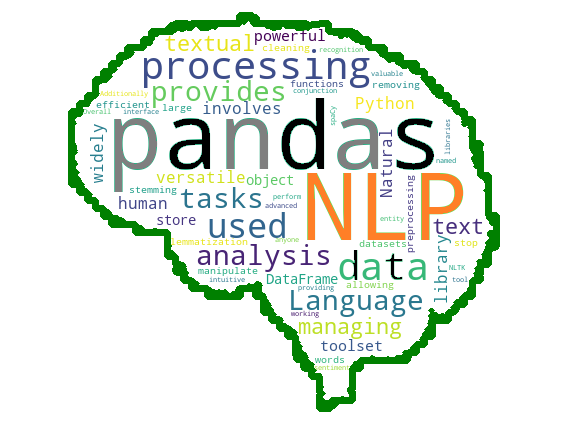 powerful
textual
cleaning
recognition
processing
valuable
provides
functions
removing
Additionally
conjunction
efficient
large
involves
Python
Overall
interface
spaCy
pandas
widely
libraries
named
Natural
versatile
object
stemming
tasks
perform
NLP
human
store
advanced
preprocessing
used
entity
text
lemmatization
anyone
datasets
stop
analysis
data
library
manipulate
DataFrame
allowing
NLTK
intuitive
providing
tool
Language
working
managing
toolset
words
sentiment